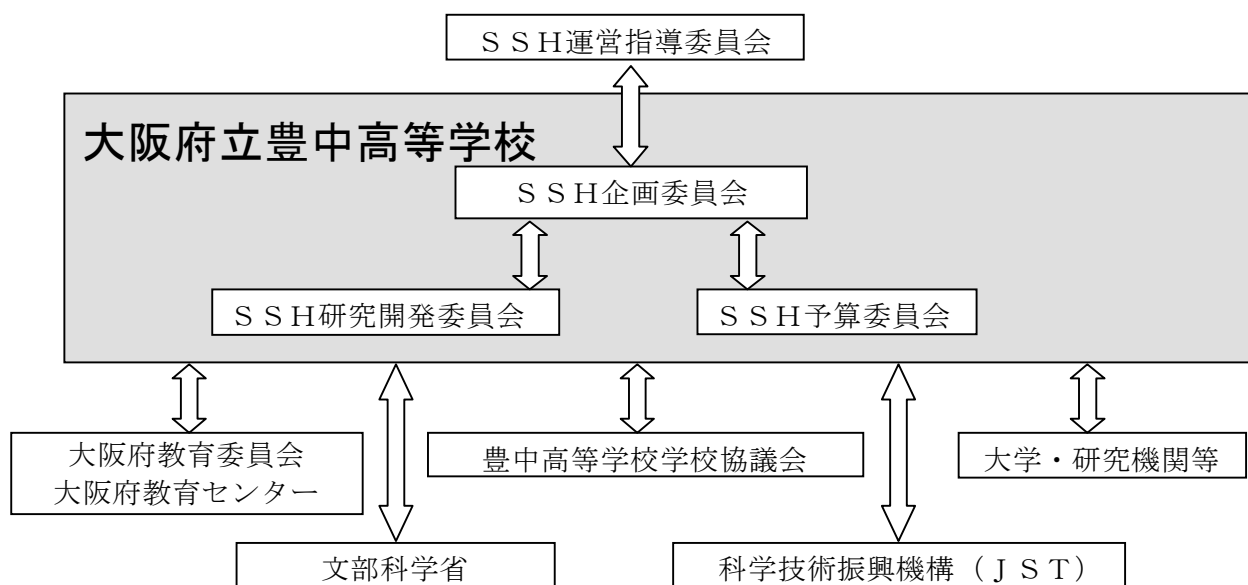 ＳＳＨ運営指導委員会
大阪府立豊中高等学校
ＳＳＨ企画委員会
ＳＳＨ研究開発委員会
ＳＳＨ予算委員会
大阪府教育委員会
大阪府教育センター
豊中高等学校学校協議会
大学・研究機関等
文部科学省
科学技術振興機構（ＪＳＴ）